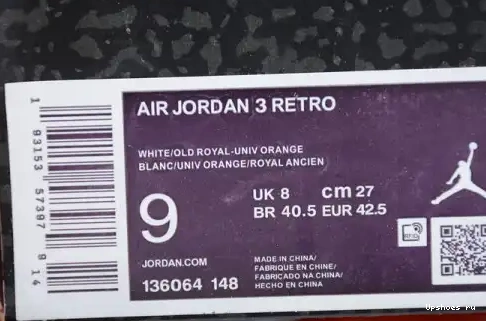 AIR JORDAN 3 RETRO
WHITE/OLD ROYAL-UNIV ORANGE
BLANC/UNIV ORANGE/ROYAL ANCIEN
9
UK 8 cm 27
BR 40.5 EUR 42.5
JORDAN.COM
136064 148
MADE IN CHINA/
FABRIQUE EN CHINE/
FABRICADO NA CHINA/
HECHO EN CHINA
1 93153 57397 9 14